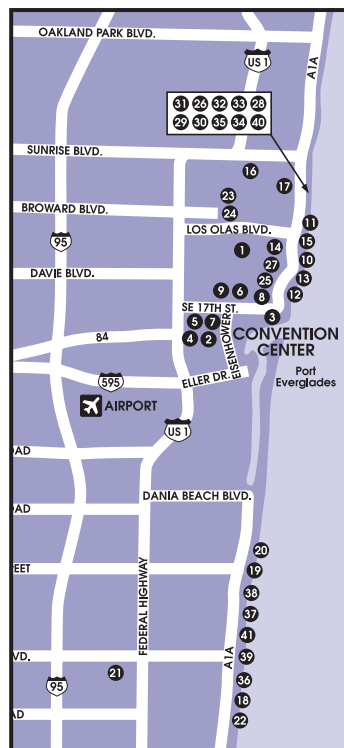 OAKLAND PARK BLVD.
US 1
A1A
31 26 32 33 28
29 30 35 34 40
SUNRISE BLVD.
16
17
23
BROWARD BLVD.
24
11
LOS OLAS BLVD.
15
95
1
14
10
27
DAVIE BLVD.
25
13
9
6
8
12
SE 17TH ST.
3
5
7
84
4
2
CONVENTION
CENTER
EISENHOWER
Port
Everglades
595
ELLER DR.
AIRPORT
US 1
AD
DANIA BEACH BLVD.
AD
20
EET
19
38
FEDERAL HIGHWAY
37
41
A1A
VD.
39
21
95
36
18
AD
22